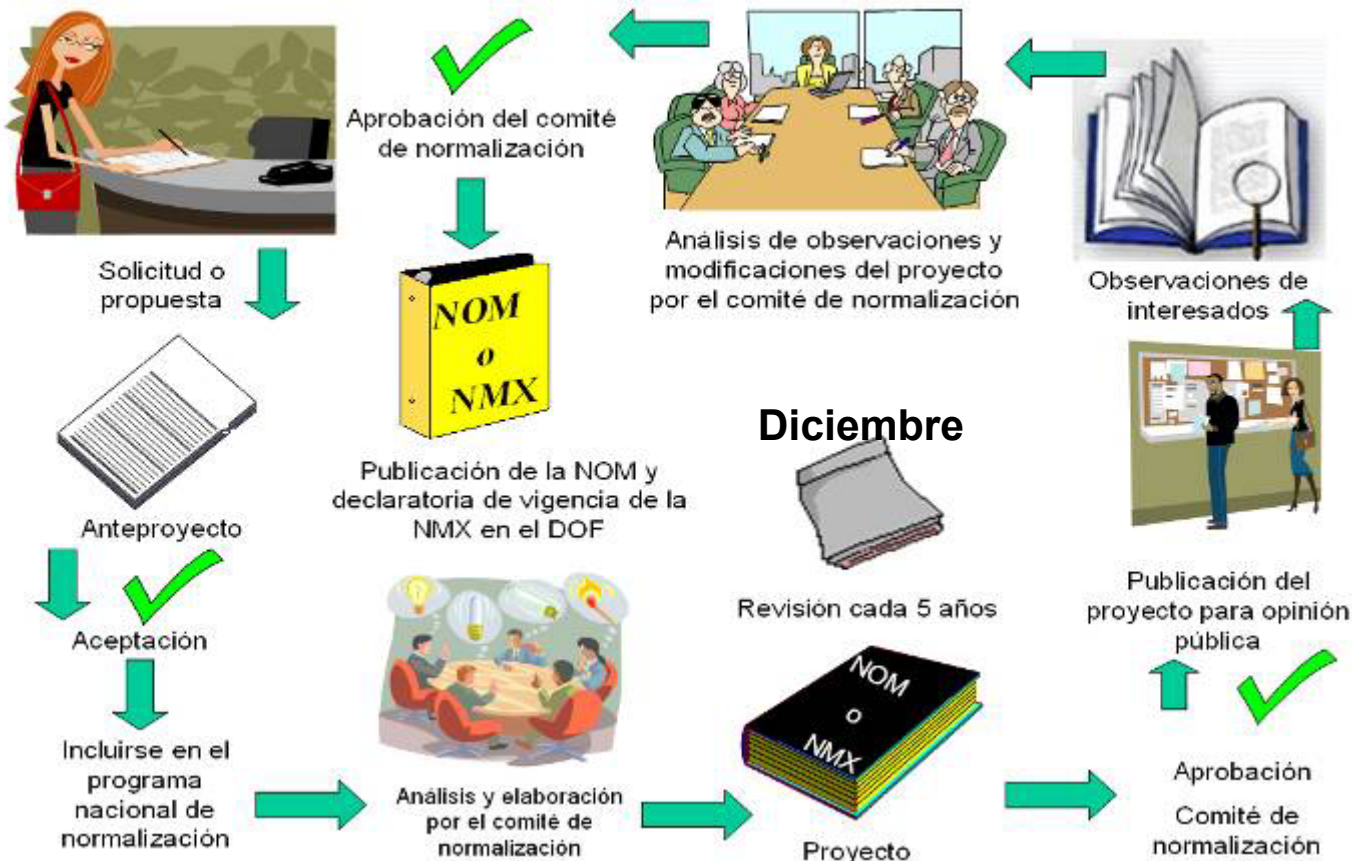 Solicitud o
propuesta
Anteproyecto
Aceptación
Incluirse en el
programa
nacional de
normalización
Análisis y elaboración
por el comité de
normalización
NOM
o
NMX
Proyecto
Aprobación
Comité de
normalización
Publicación del
proyecto para opinión
pública
Observaciones de
interesados
Análisis de observaciones y
modificaciones del proyecto
por el comité de normalización
Aprobación del comité
de normalización
NOM
o
NMX
Publicación de la NOM y
declaratoria de vigencia de la
NMX en el DOF
Diciembre
Revisión cada 5 años